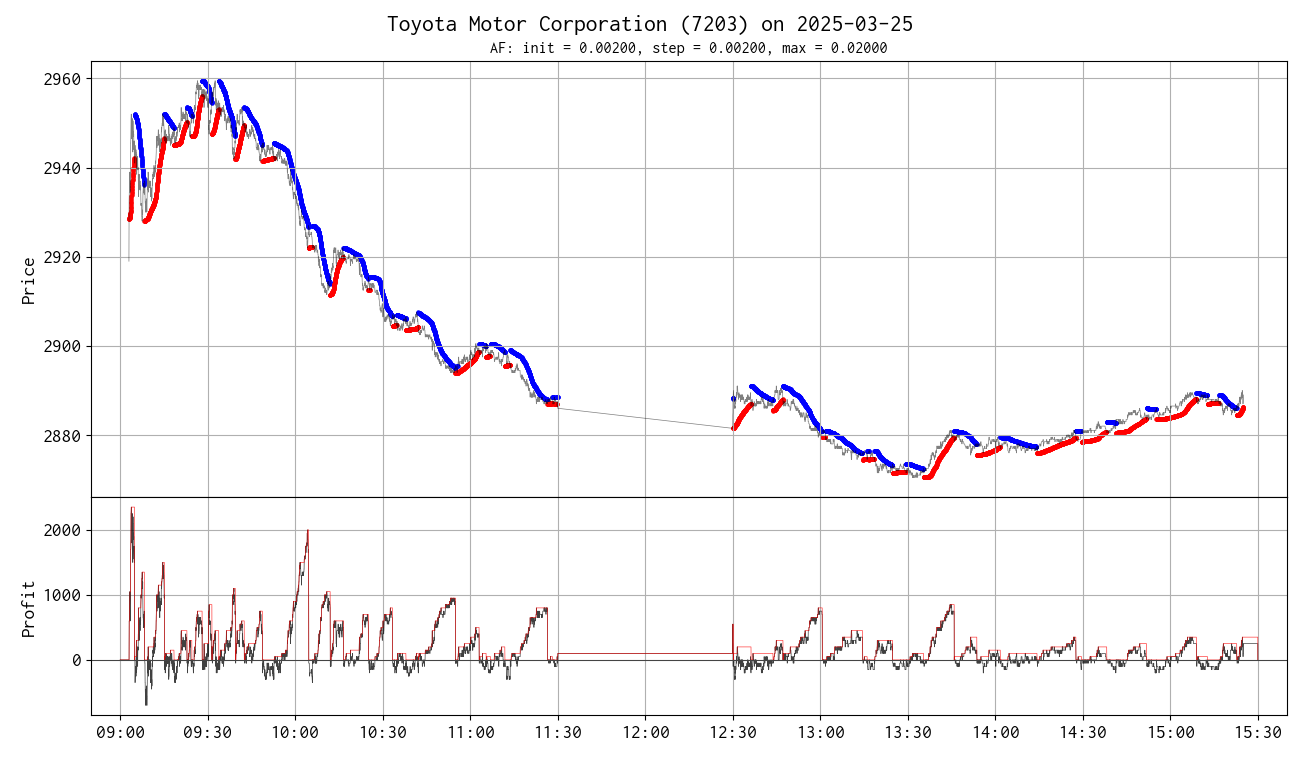 Toyota Motor Corporation (7203) on 2025-03-25
AF: init = 0.00200, step = 0.00200, max = 0.02000
Price
2960
2940
2920
2900
2880
Profit
2000
1000
0
09:00 09:30 10:00 10:30 11:00 11:30 12:00 12:30 13:00 13:30 14:00 14:30 15:00 15:30